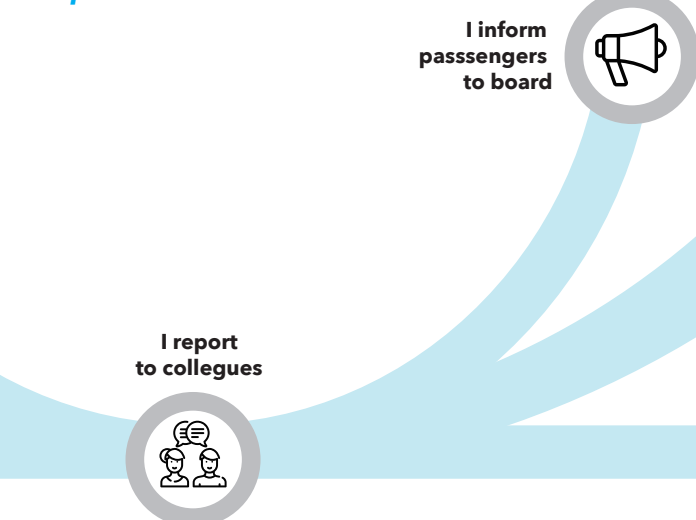 I inform
passsengers
to board
I report
to collegues